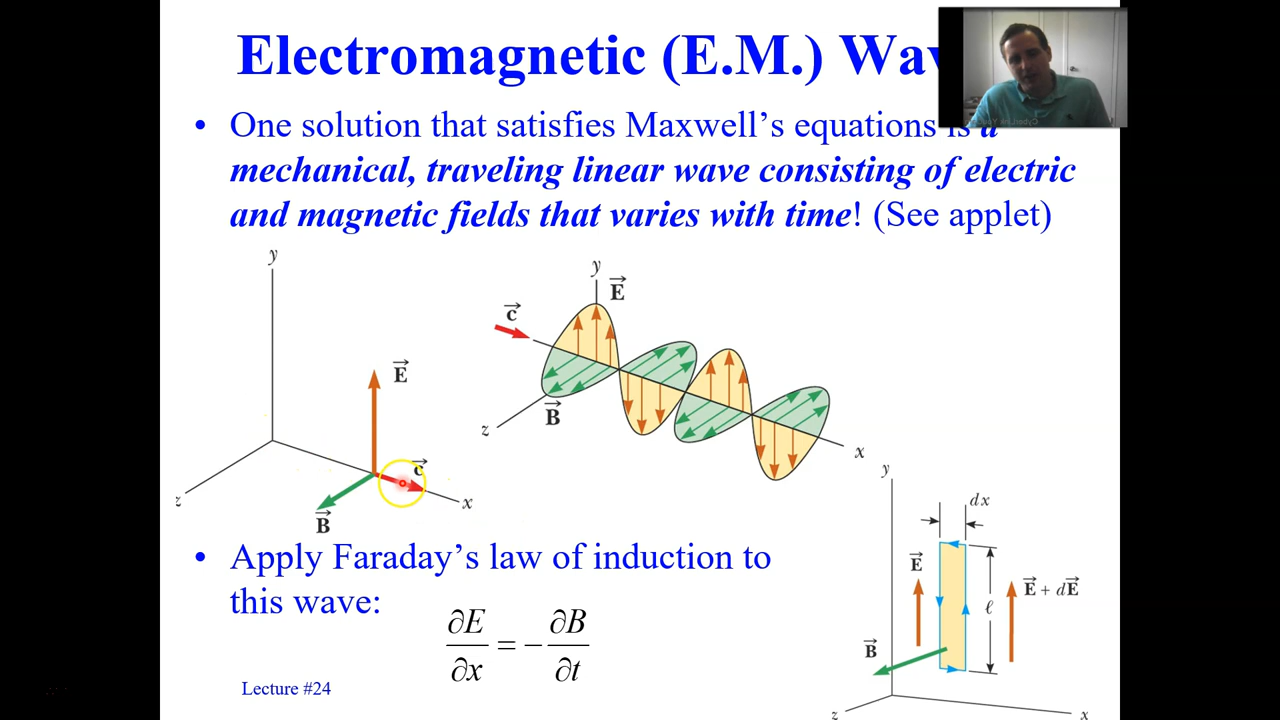 Electromagnetic (E.M.) Wav
• One solution that satisfies Maxwell's equations is a
mechanical, traveling linear wave consisting of electric
and magnetic fields that varies with time! (See applet)
y
E⃗
c⃗
B⃗
x
z
y
E⃗
c⃗
B⃗
z
x
• Apply Faraday's law of induction to
this wave:
∂E/∂x = −∂B/∂t
y
dx
E⃗
ℓ
E⃗ + dE⃗
B⃗
z
x
Lecture #24